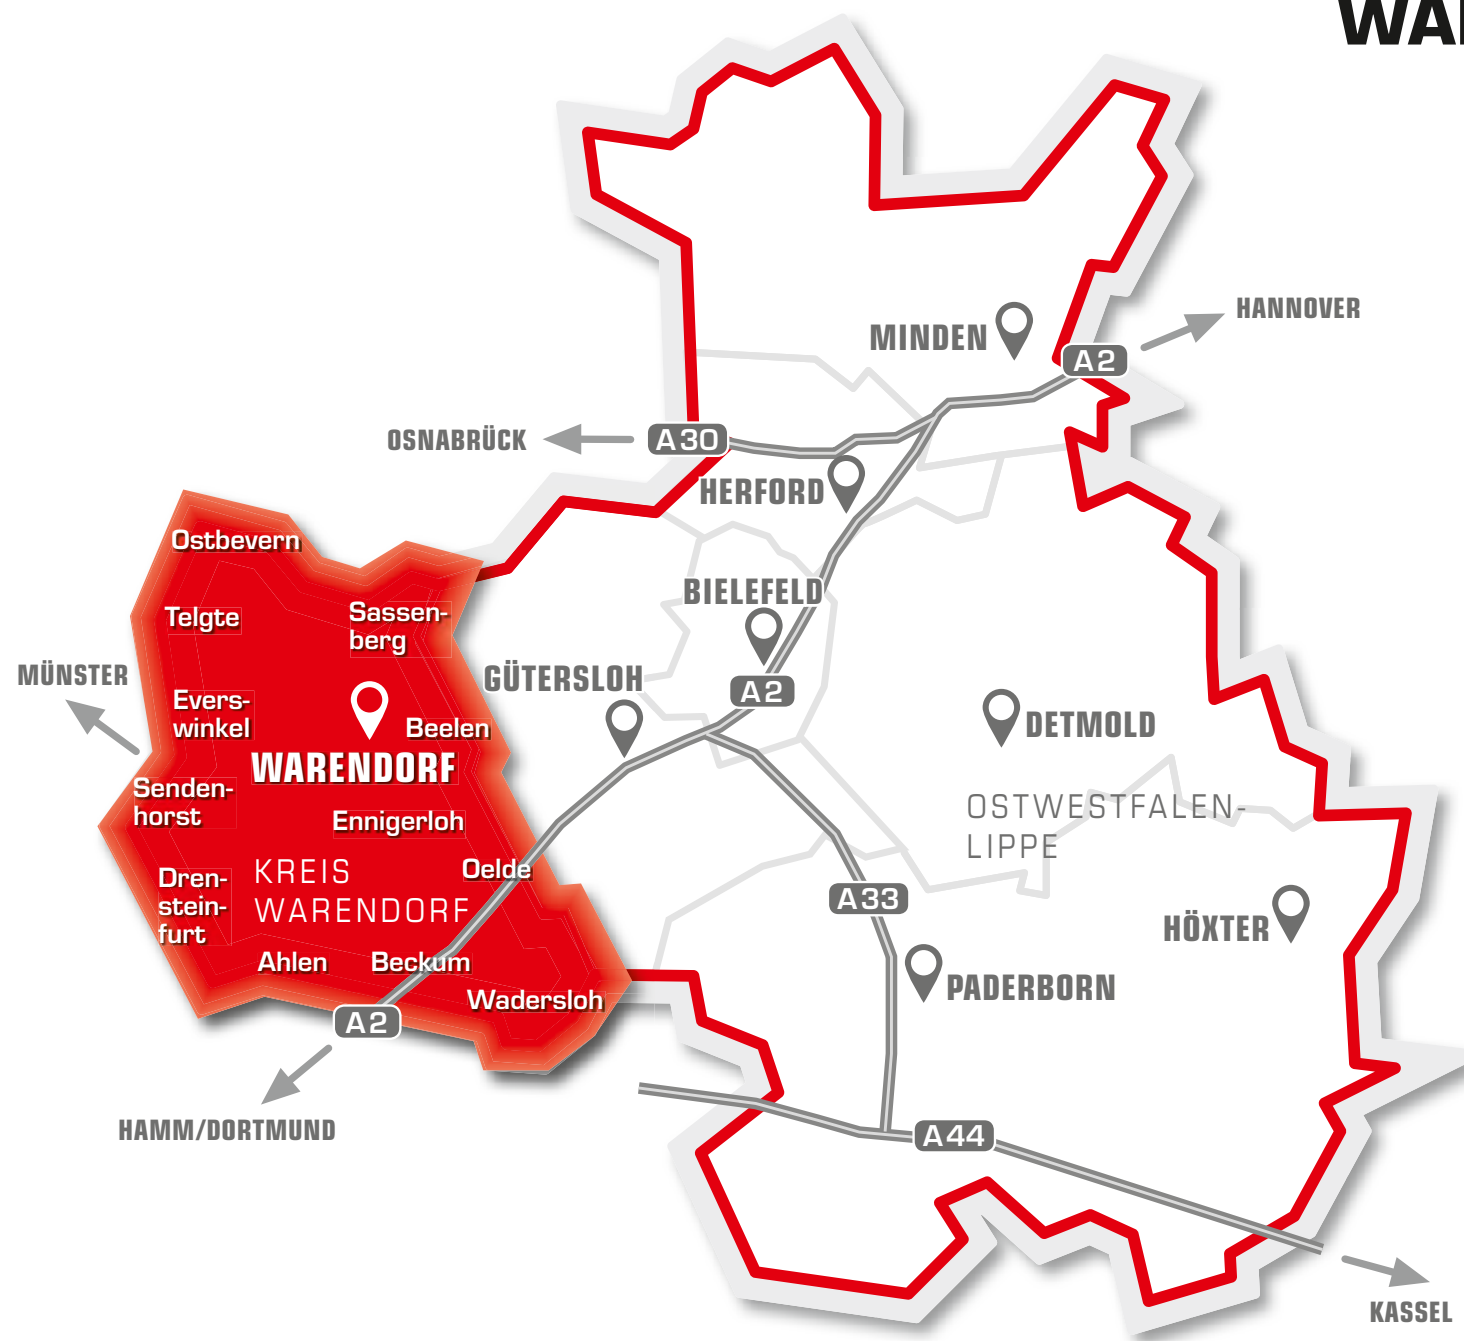 WAR
HANNOVER
MINDEN
A2
OSNABRÜCK
A30
HERFORD
Ostbevern
BIELEFELD
Telgte
Sassen-
berg
MÜNSTER
GÜTERSLOH
A2
Evers-
winkel
Beelen
DETMOLD
WARENDORF
Senden-
horst
OSTWESTFALEN-
LIPPE
Ennigerloh
Oelde
KREIS
WARENDORF
Dren-
stein-
furt
A33
HÖXTER
Ahlen
Beckum
PADERBORN
Wadersloh
A2
HAMM/DORTMUND
A44
KASSEL